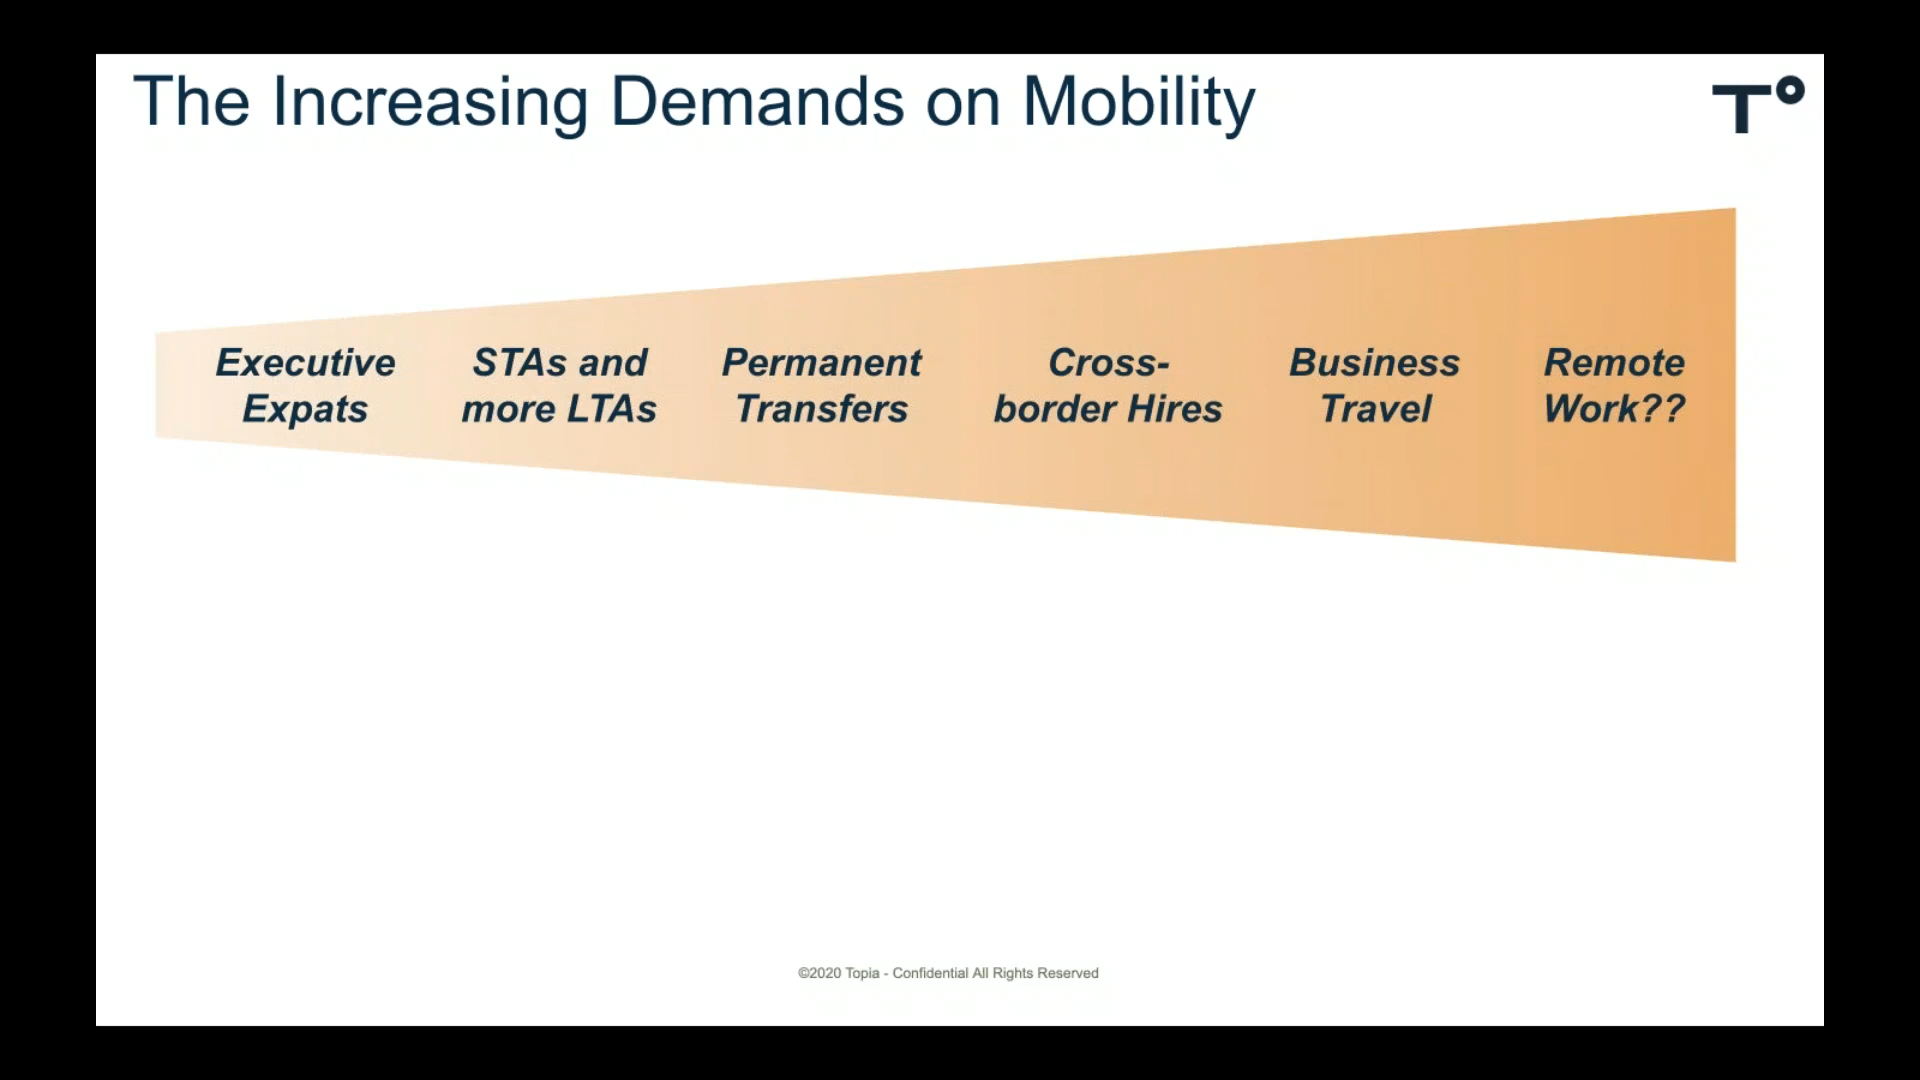 The Increasing Demands on Mobility
T°
Executive
Expats
STAs and
more LTAs
Permanent
Transfers
Cross-
border Hires
Business
Travel
Remote
Work??
©2020 Topia - Confidential All Rights Reserved